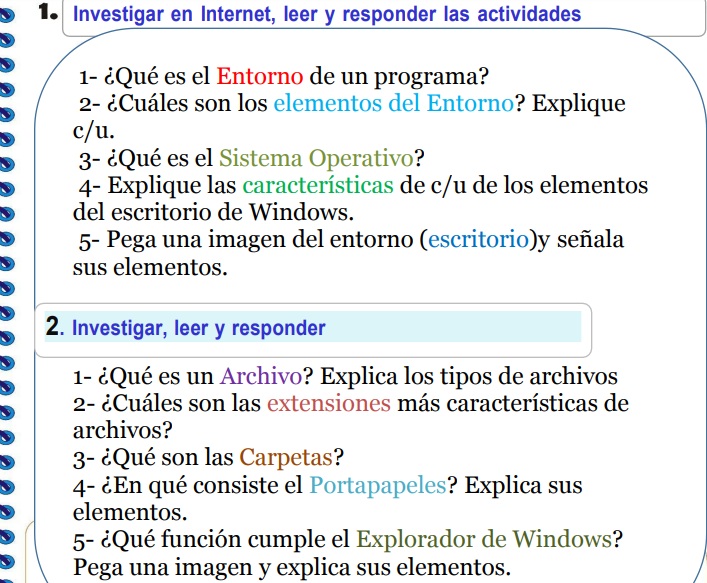 1. Investigar en Internet, leer y responder las actividades
1- ¿Qué es el Entorno de un programa?
2- ¿Cuáles son los elementos del Entorno? Explique
c/u.
3- ¿Qué es el Sistema Operativo?
4- Explique las características de c/u de los elementos
del escritorio de Windows.
5- Pega una imagen del entorno (escritorio)y señala
sus elementos.
2. Investigar, leer y responder
1- ¿Qué es un Archivo? Explica los tipos de archivos
2- ¿Cuáles son las extensiones más características de
archivos?
3- ¿Qué son las Carpetas?
4- ¿En qué consiste el Portapapeles? Explica sus
elementos.
5- ¿Qué función cumple el Explorador de Windows?
Pega una imagen y explica sus elementos.